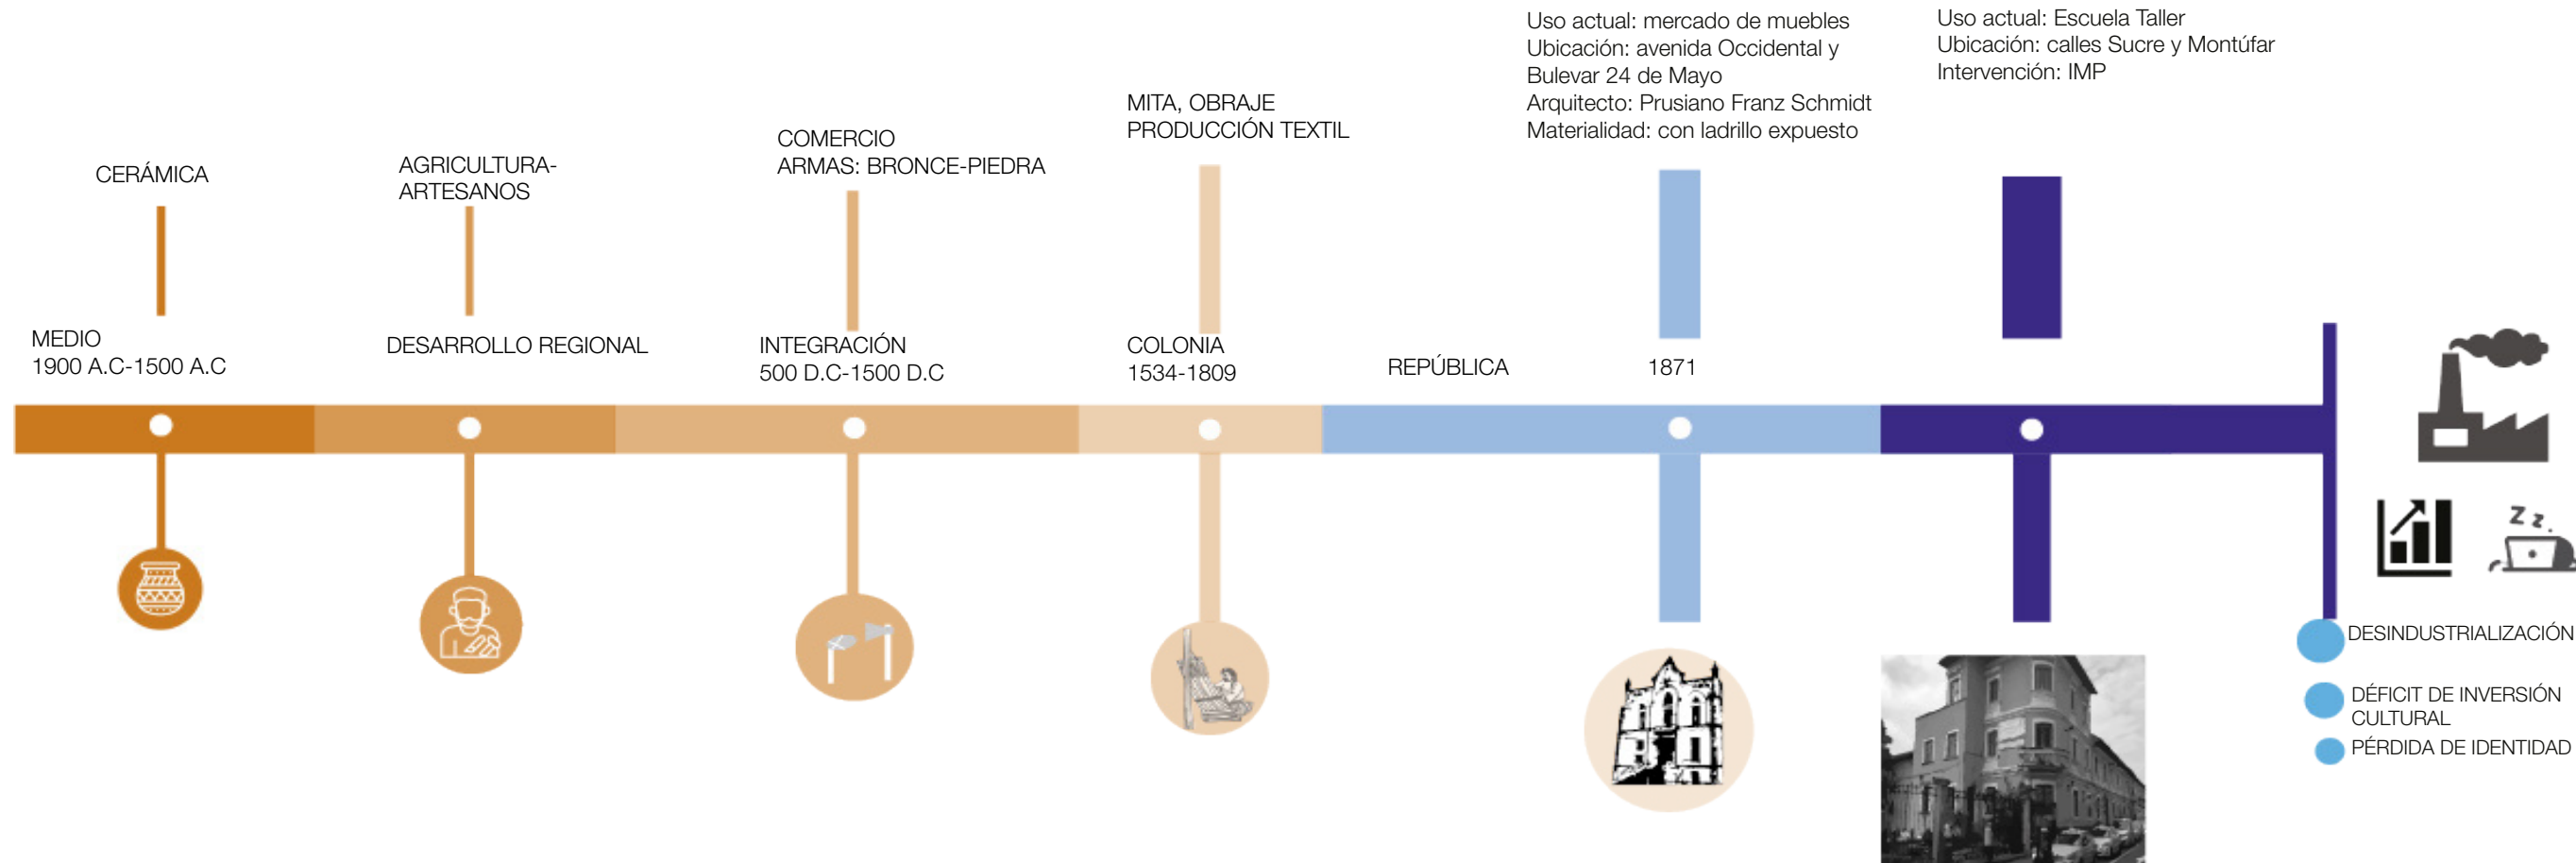 CERÁMICA
MEDIO
1900 A.C-1500 A.C
AGRICULTURA-
ARTESANOS
DESARROLLO REGIONAL
COMERCIO
ARMAS: BRONCE-PIEDRA
INTEGRACIÓN
500 D.C-1500 D.C
MITA, OBRAJE
PRODUCCIÓN TEXTIL
COLONIA
1534-1809
REPÚBLICA
Uso actual: mercado de muebles
Ubicación: avenida Occidental y
Bulevar 24 de Mayo
Arquitecto: Prusiano Franz Schmidt
Materialidad: con ladrillo expuesto
1871
Uso actual: Escuela Taller
Ubicación: calles Sucre y Montúfar
Intervención: IMP
Z z.
DESINDUSTRIALIZACIÓN
DÉFICIT DE INVERSIÓN
CULTURAL
PÉRDIDA DE IDENTIDAD